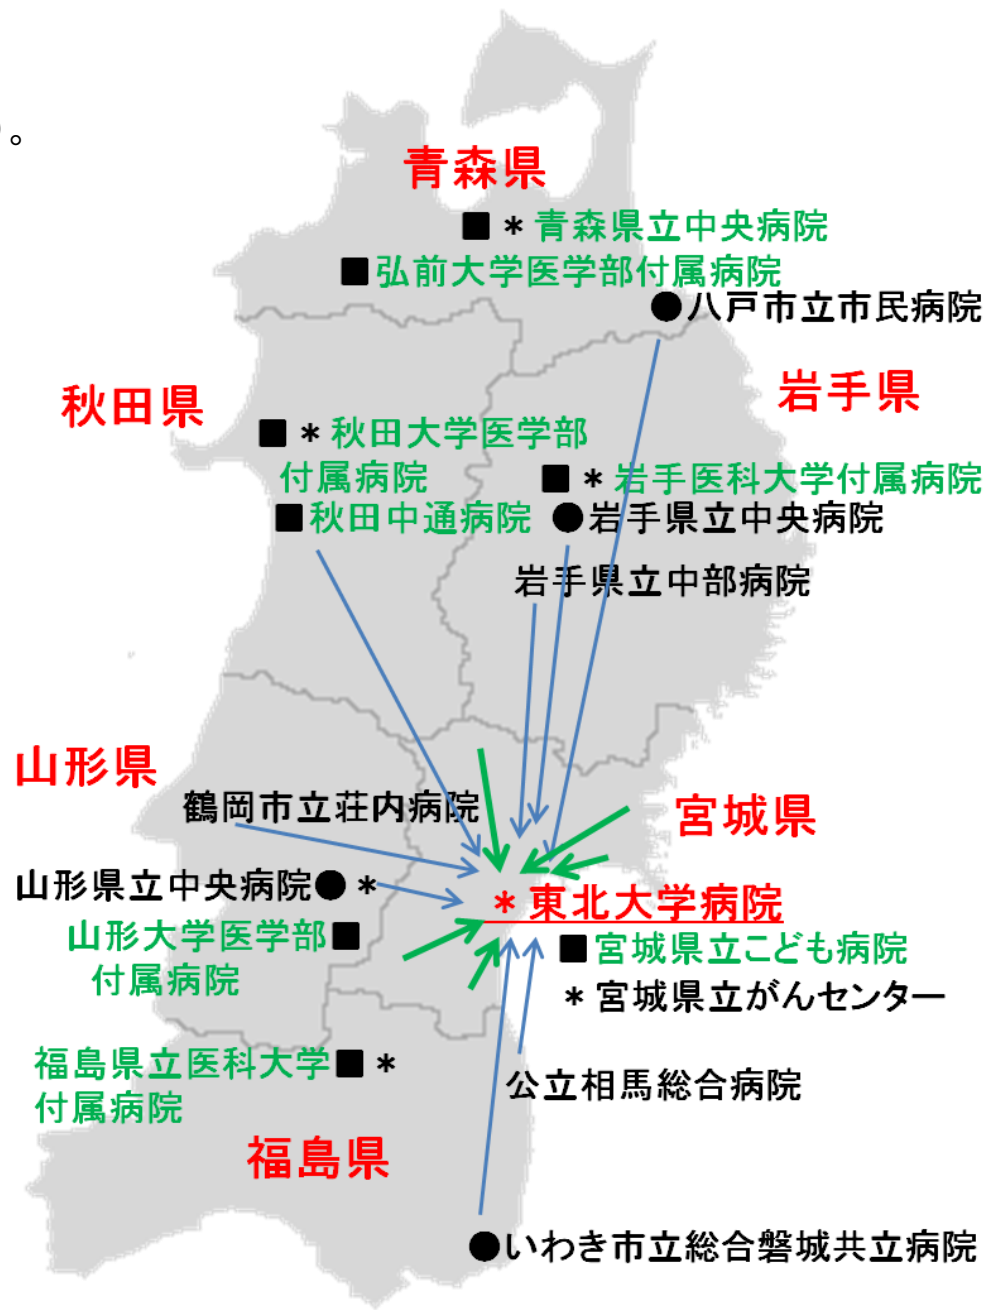 。
青森県
■＊青森県立中央病院
■弘前大学医学部付属病院
●八戸市立市民病院
岩手県
秋田県
■＊秋田大学医学部
付属病院
■＊岩手医科大学付属病院
■秋田中通病院
●岩手県立中央病院
岩手県立中部病院
山形県
鶴岡市立荘内病院
宮城県
山形県立中央病院●＊
＊東北大学病院
山形大学医学部■
付属病院
■宮城県立こども病院
＊宮城県立がんセンター
福島県立医科大学■＊
付属病院
公立相馬総合病院
福島県
●いわき市立総合磐城共立病院